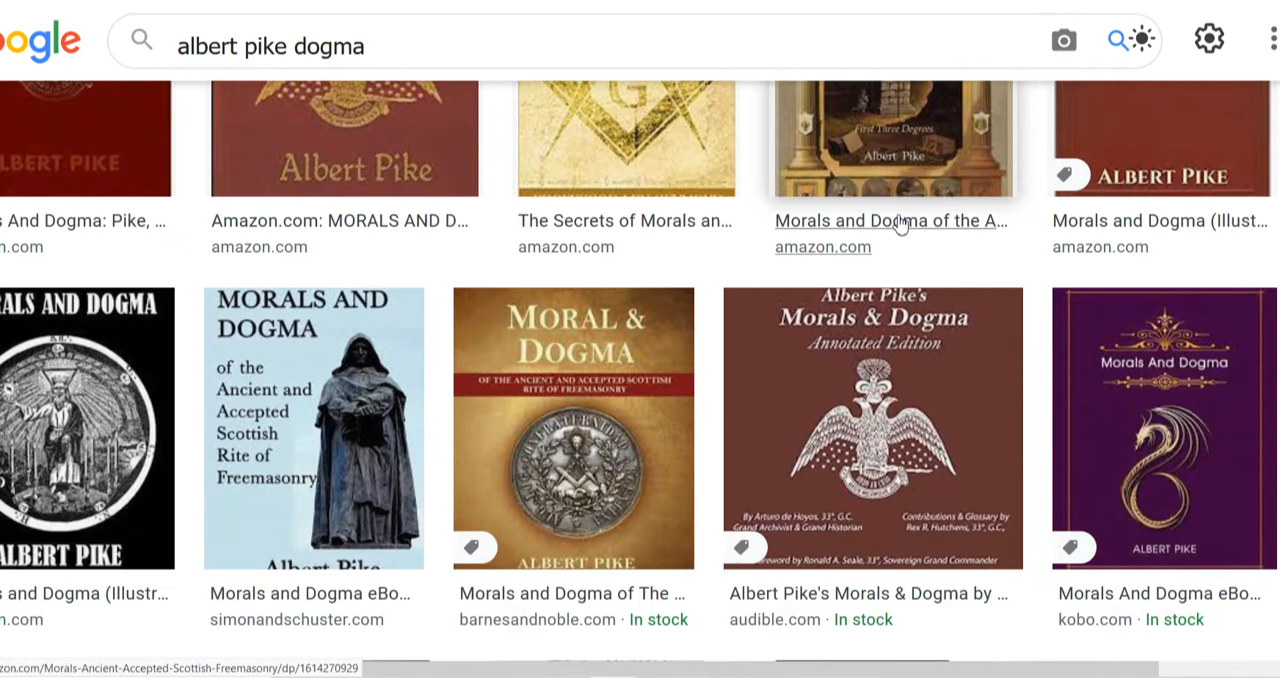 ogle
albert pike dogma
LBERT PIKE
Albert Pike
G
First Three Degrees
Albert Pike
ALBERT PIKE
s And Dogma: Pike, ...
n.com
Amazon.com: MORALS AND D...
amazon.com
The Secrets of Morals an...
amazon.com
Morals and Dogma of the A...
amazon.com
Morals and Dogma (Illust...
amazon.com
ALS AND DOGMA
ALBERT PIKE
MORALS AND
DOGMA
of the
Ancient and
Accepted
Scottish
Rite of
Freemasonry
Albert Pike
MORAL &
DOGMA
OF THE ANCIENT AND ACCEPTED SCOTTISH
RITE OF FREEMASONRY
ALBERT PIKE
Albert Pike's
Morals & Dogma
Annotated Edition
By Arturo de Hoyos, 33°, G.C.
Grand Archivist & Grand Historian
Contributions & Glossary by
Rex R. Hutchens, 33°, G.C.,
reword by Ronald A. Seale, 33°, Sovereign Grand Commander
Morals And Dogma
ALBERT PIKE
s and Dogma (Illustr...
n.com
Morals and Dogma eBo...
simonandschuster.com
Morals and Dogma of The ...
barnesandnoble.com · In stock
Albert Pike's Morals & Dogma by ...
audible.com · In stock
Morals And Dogma eBo...
kobo.com · In stock
zon.com/Morals-Ancient-Accepted-Scottish-Freemasonry/dp/1614270929